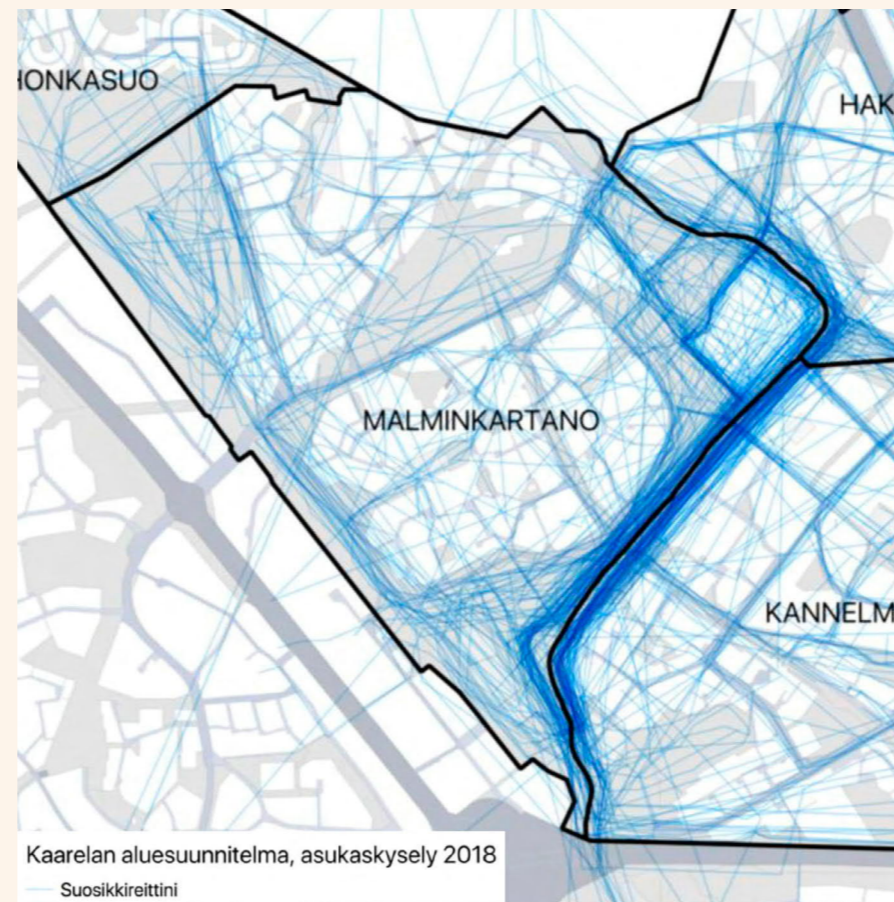 HONKASUO
HAK
MALMINKARTANO
KANNELM
Kaarelan aluesuunnitelma, asukaskysely 2018
Suosikkireittini